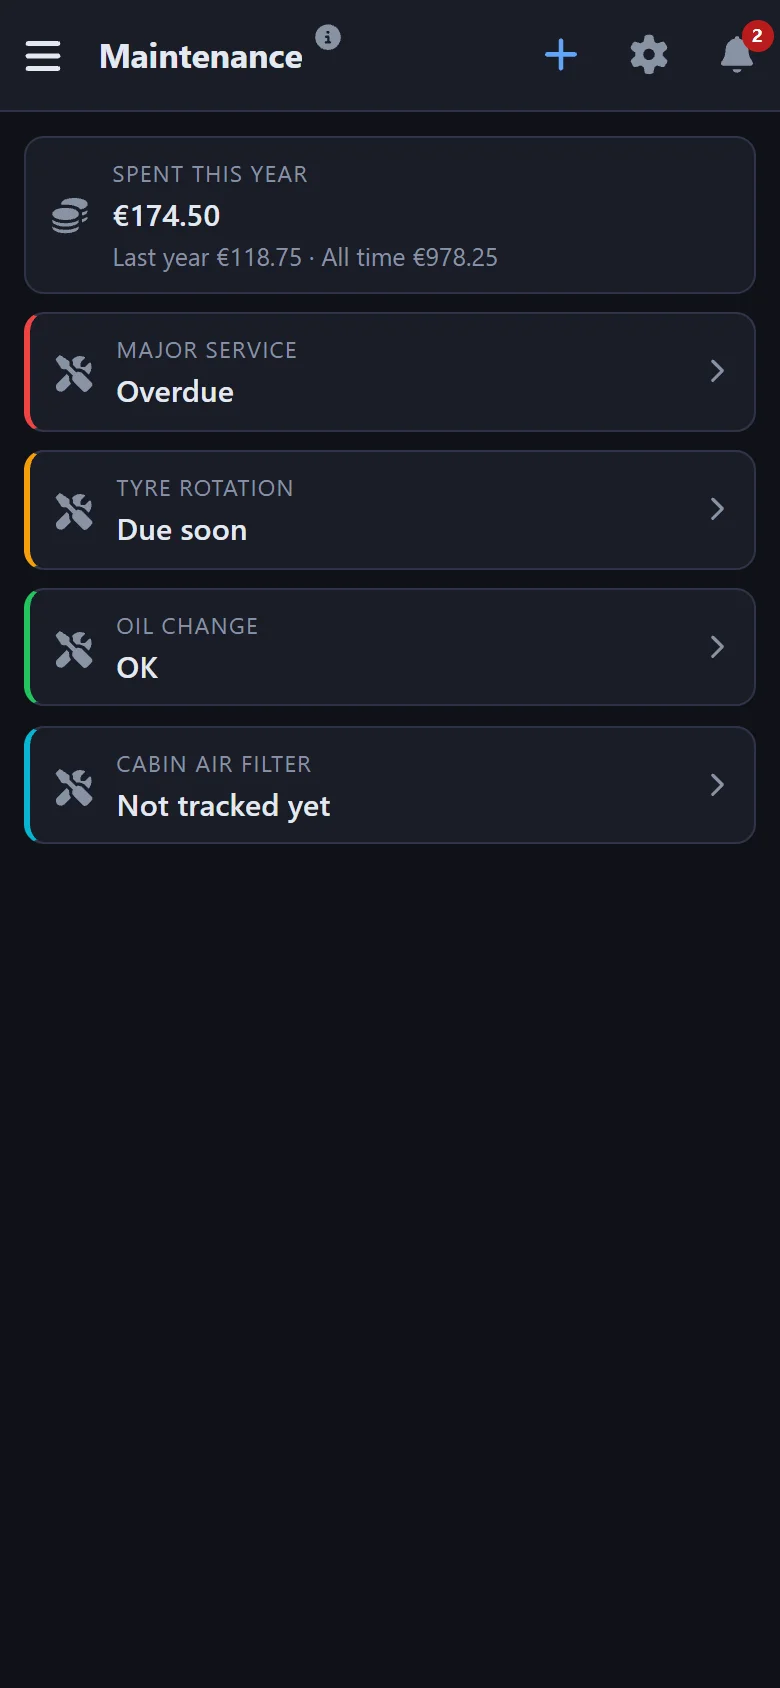 Maintenance
2
SPENT THIS YEAR
€174.50
Last year €118.75 · All time €978.25
MAJOR SERVICE
Overdue
TYRE ROTATION
Due soon
OIL CHANGE
OK
CABIN AIR FILTER
Not tracked yet